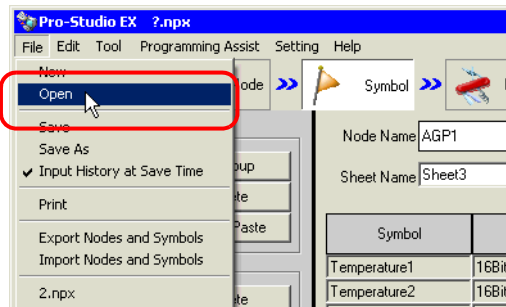 Pro-Studio EX ?.npx
File Edit Tool Programming Assist Setting Help
New
Open
Save
Save As
Input History at Save Time
Print
Export Nodes and Symbols
Import Nodes and Symbols
2.npx
ode
Symbol
Node Name AGP1
oup
Sheet Name Sheet3
ete
Paste
Symbol
Temperature1 16Bit
Temperature2 16Bit
ete